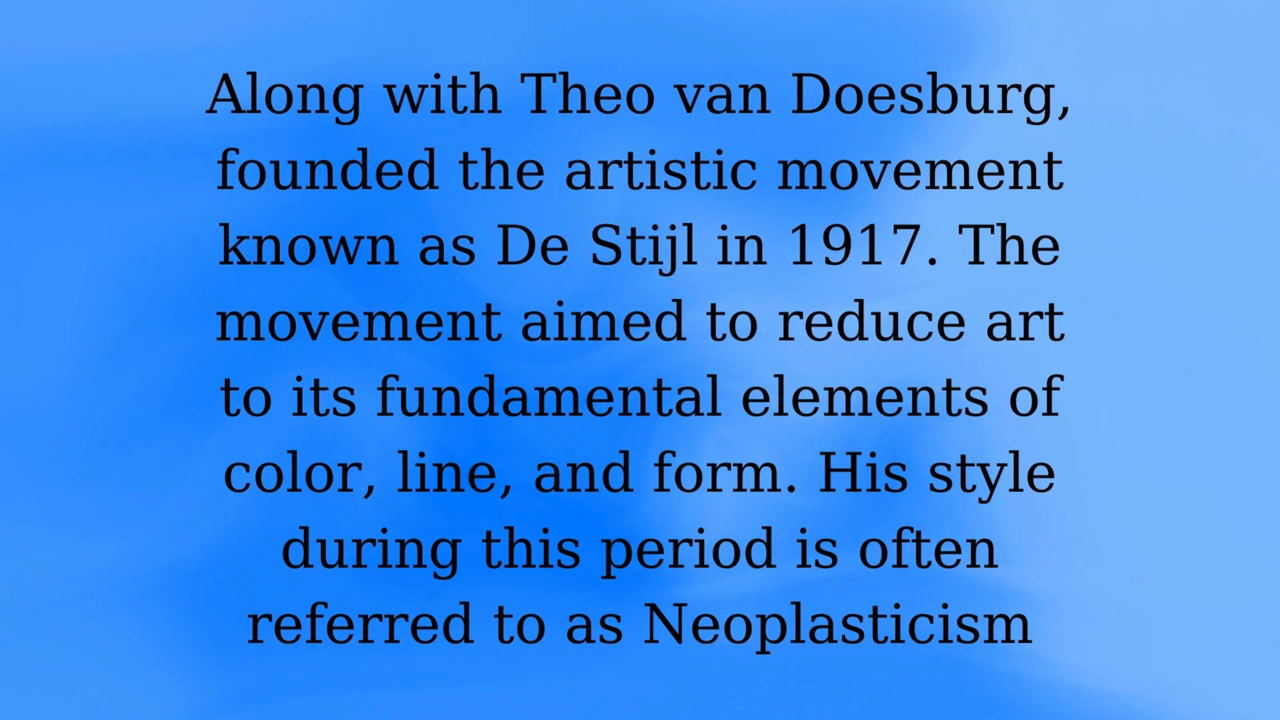 Along with Theo van Doesburg,
founded the artistic movement
known as De Stijl in 1917. The
movement aimed to reduce art
to its fundamental elements of
color, line, and form. His style
during this period is often
referred to as Neoplasticism